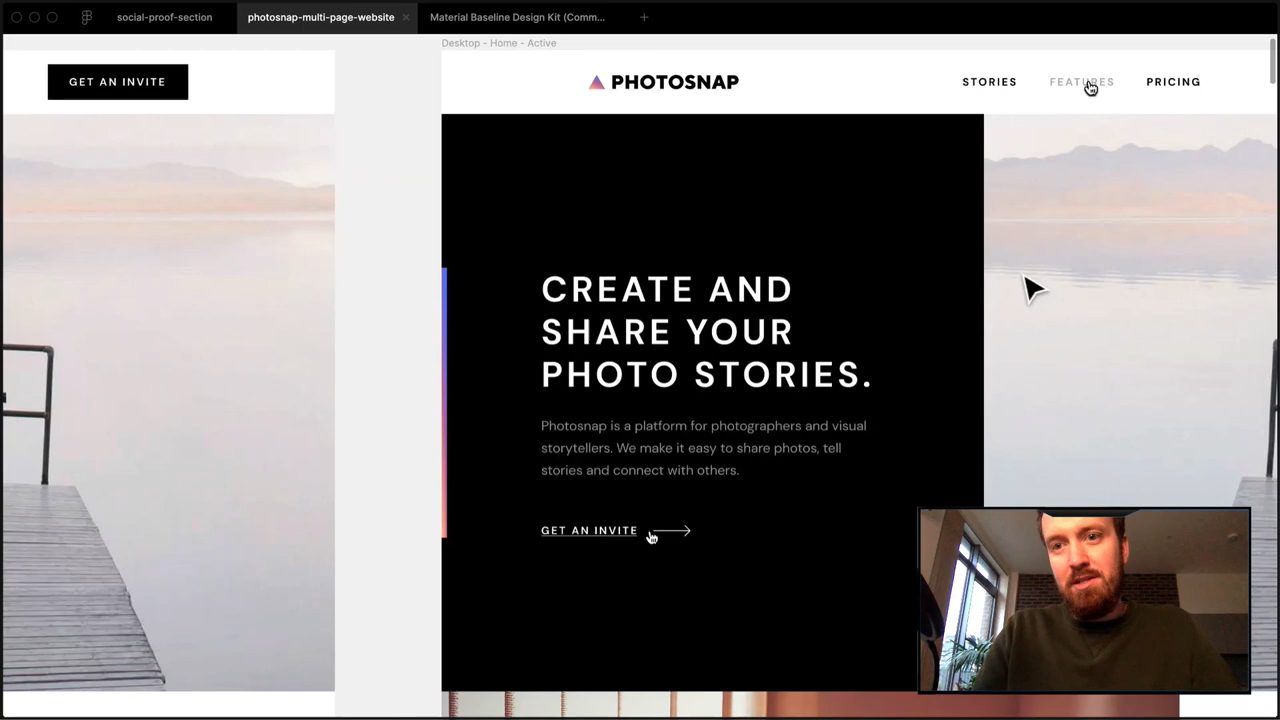 social-proof-section
photosnap-multi-page-website
Material Baseline Design Kit (Comm...
Desktop - Home - Active
GET AN INVITE
PHOTOSNAP
STORIES
FEATURES
PRICING
CREATE AND
SHARE YOUR
PHOTO STORIES.
Photosnap is a platform for photographers and visual
storytellers. We make it easy to share photos, tell
stories and connect with others.
GET AN INVITE